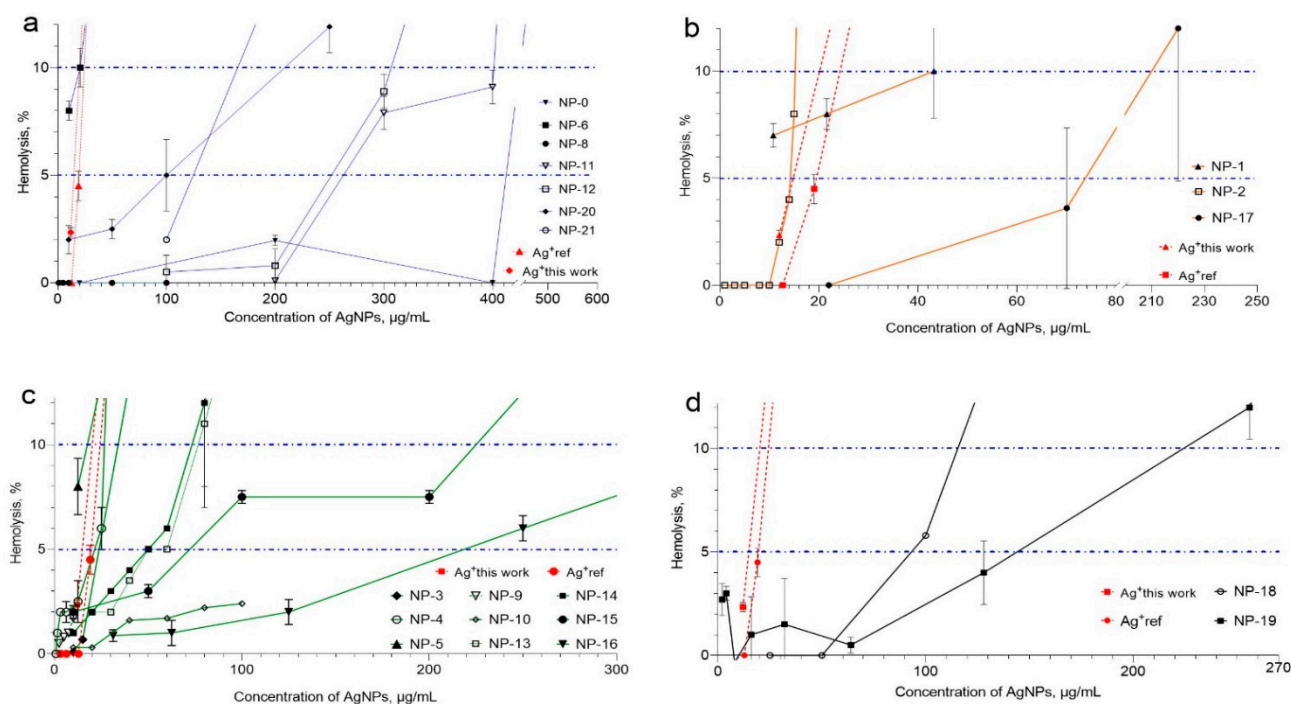 a
Hemolysis, %
10
5
0
0
100
200
300
400
500
600
Concentration of AgNPs, µg/mL
NP-0
NP-6
NP-8
NP-11
NP-12
NP-20
NP-21
Ag⁺ref
Ag⁺this work
b
Hemolysis, %
10
5
0
0
20
40
60
80
210
230
250
Concentration of AgNPs, µg/mL
NP-1
NP-2
NP-17
Ag⁺this work
Ag⁺ref
c
Hemolysis, %
10
5
0
0
100
200
300
Concentration of AgNPs, µg/mL
Ag⁺this work Ag⁺ref
NP-3 NP-9 NP-14
NP-4 NP-10 NP-15
NP-5 NP-13 NP-16
d
Hemolysis, %
10
5
0
0
100
200
270
Concentration of AgNPs, µg/mL
Ag⁺this work NP-18
Ag⁺ref NP-19